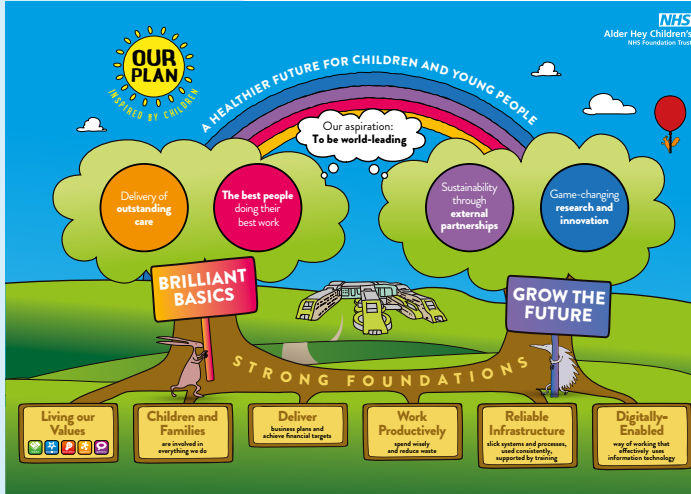 NHS
Alder Hey Children's
NHS Foundation Trust
OUR
PLAN
INSPIRED BY CHILDREN
A HEALTHIER FUTURE FOR CHILDREN AND YOUNG PEOPLE
Our aspiration:
To be world-leading
Delivery of
outstanding
care
The best people
doing their
best work
Sustainability
through
external
partnerships
Game-changing
research and
innovation
BRILLIANT
BASICS
GROW THE
FUTURE
STRONG FOUNDATIONS
Living our
Values
Children and
Families
are involved in
everything we do
Deliver
business plans and
achieve financial targets
Work
Productively
spend wisely
and reduce waste
Reliable
Infrastructure
slick systems and processes,
used consistently,
supported by training
Digitally-
Enabled
way of working that
effectively uses
information technology